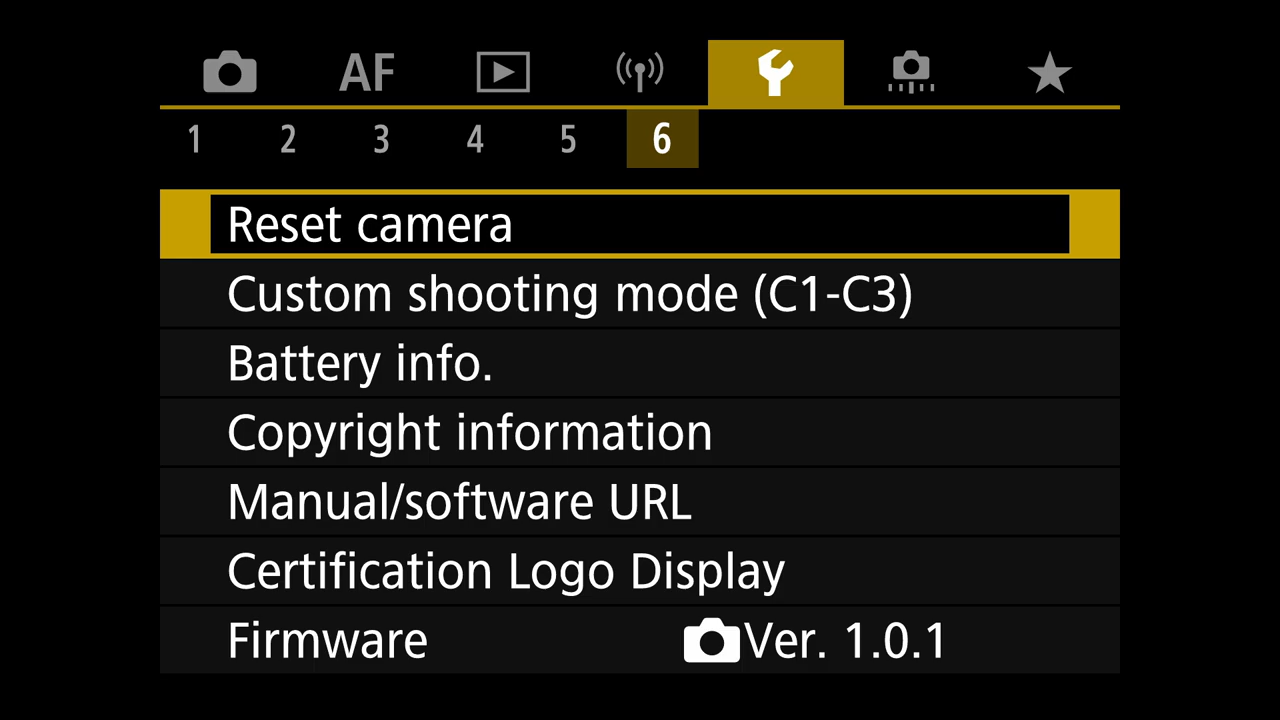 AF
1 2 3 4 5 6
Reset camera
Custom shooting mode (C1-C3)
Battery info.
Copyright information
Manual/software URL
Certification Logo Display
Firmware Ver. 1.0.1